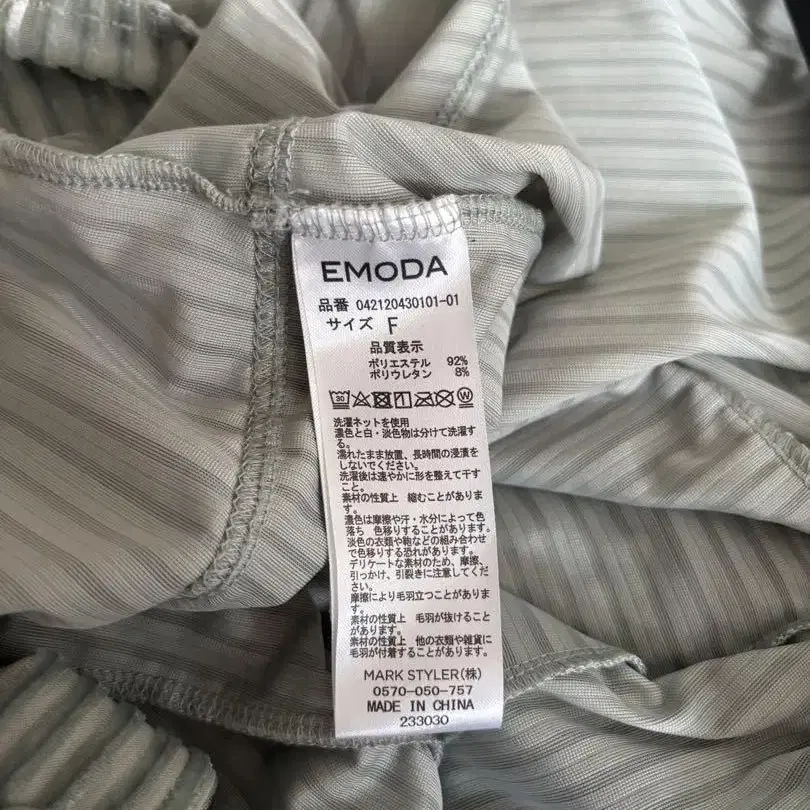 EMODA
品番 042120430101-01
サイズ F
品質表示
ポリエステル 92%
ポリウレタン 8%
30
洗濯ネットを使用
濃色と白・淡色物は分けて洗濯す
る。
濡れたまま放置、長時間の浸漬を
しないでください。
洗濯後は速やかに形を整えて干す
こと。
素材の性質上 縮むことがありま
す。
濃色は摩擦や汗・水分によって色
落ち 色移りすることがあります。
淡色の衣類や鞄などの組み合わせ
で色移りする恐れがあります。
デリケートな素材のため、摩擦、
引っかけ、引裂きに注意してくだ
さい。
摩擦により毛羽立つことがありま
す。
素材の性質上 毛羽が抜けること
があります。
素材の性質上 他の衣類や雑貨に
毛羽が付着することがあります。
MARK STYLER(株)
0570-050-757
MADE IN CHINA
233030